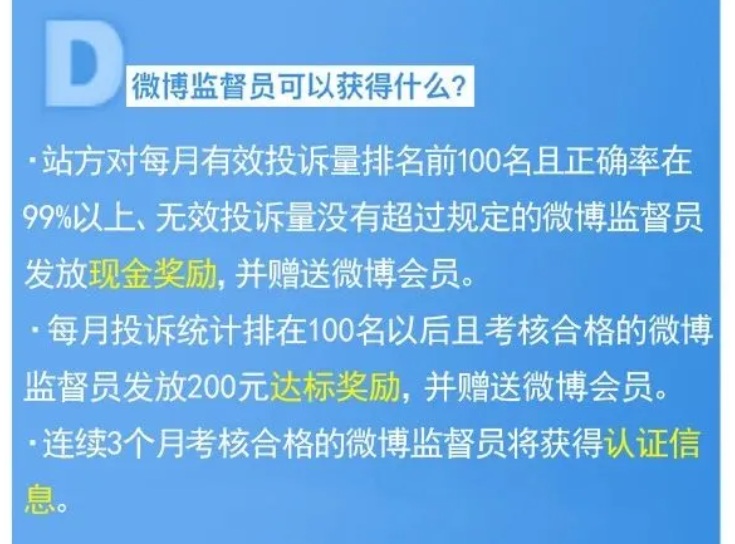 D
微博监督员可以获得什么?
·站方对每月有效投诉量排名前100名且正确率在
99%以上、无效投诉量没有超过规定的微博监督员
发放现金奖励,并赠送微博会员。
·每月投诉统计排在100名以后且考核合格的微博
监督员发放200元达标奖励,并赠送微博会员。
·连续3个月考核合格的微博监督员将获得认证信
息。